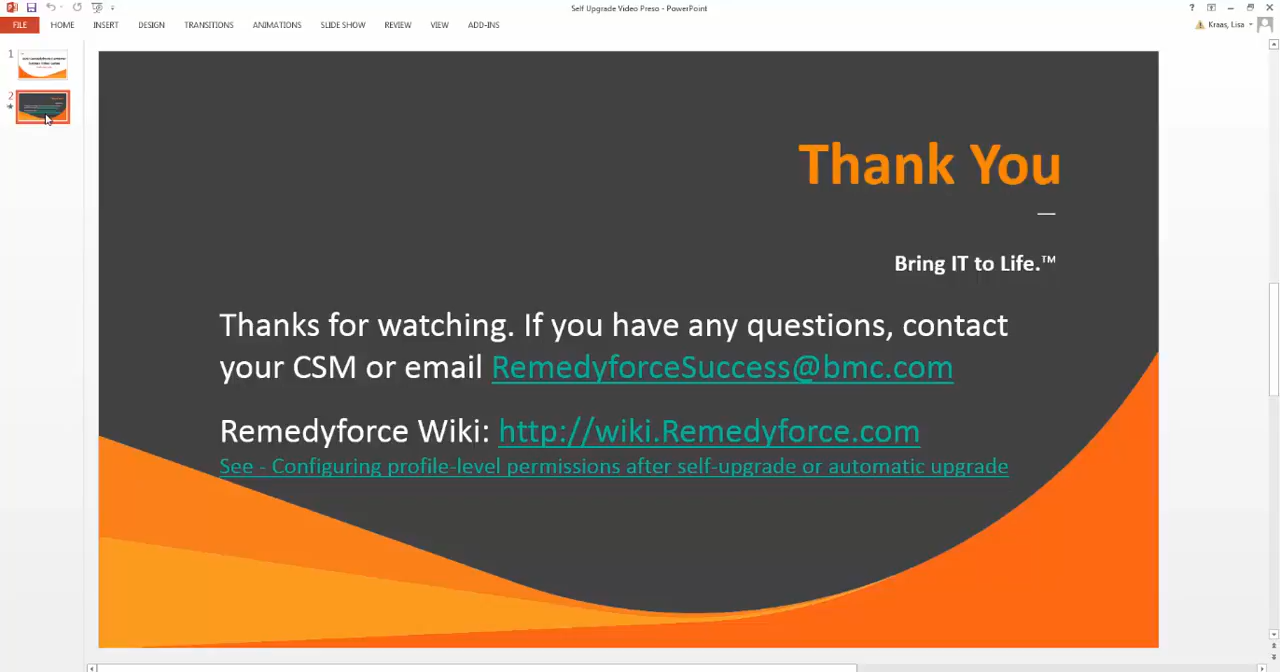 Self Upgrade Video Preso - PowerPoint
FILE HOME INSERT DESIGN TRANSITIONS ANIMATIONS SLIDE SHOW REVIEW VIEW ADD-INS
Kraas, Lisa
1
2
Thank You
Bring IT to Life.™
Thanks for watching. If you have any questions, contact
your CSM or email RemedyforceSuccess@bmc.com
Remedyforce Wiki: http://wiki.Remedyforce.com
See - Configuring profile-level permissions after self-upgrade or automatic upgrade